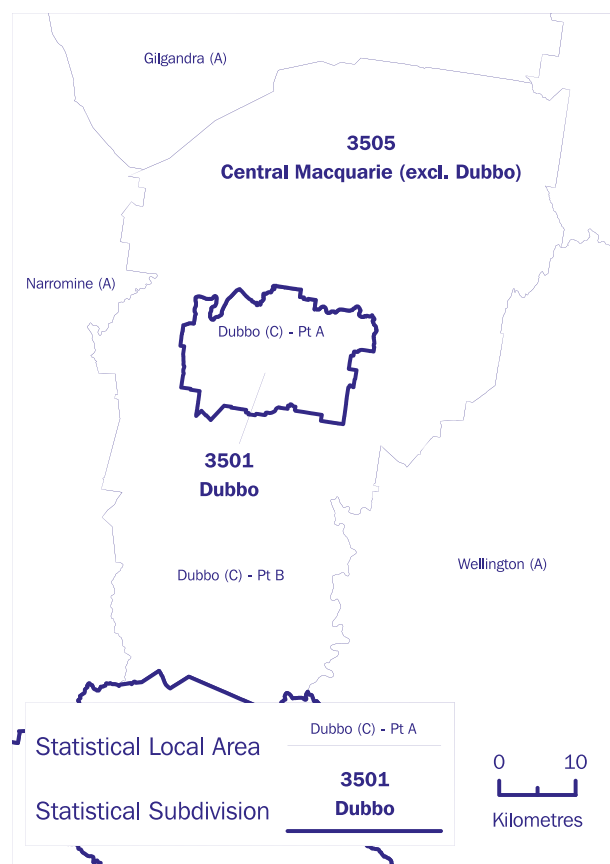 Gilgandra (A)
3505
Central Macquarie (excl. Dubbo)
Narromine (A)
Dubbo (C) - Pt A
3501
Dubbo
Wellington (A)
Dubbo (C) - Pt B
Statistical Local Area
Dubbo (C) - Pt A
Statistical Subdivision
3501
Dubbo
0 10
Kilometres